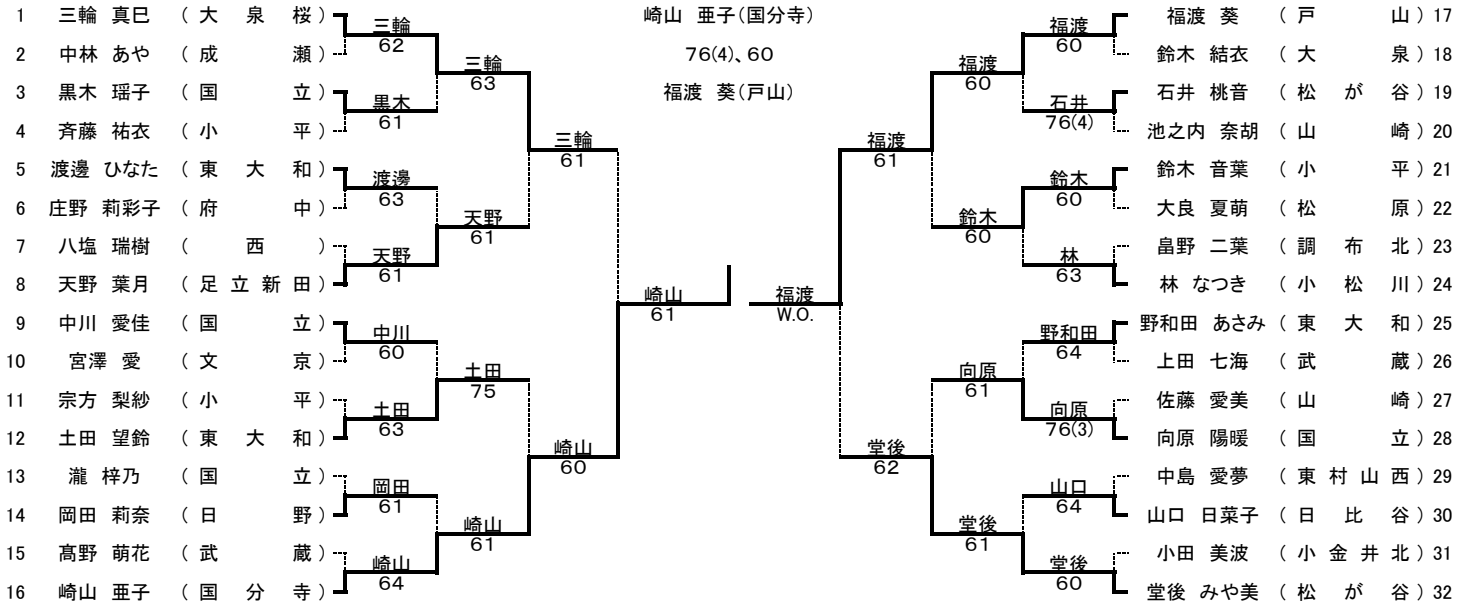 1 三輪 真巳 (大泉桜)
2 中林 あや (成瀬)
3 黒木 瑶子 (国立)
4 斉藤 祐衣 (小平)
5 渡邊 ひなた (東大和)
6 庄野 莉彩子 (府中)
7 八塩 瑞樹 (西)
8 天野 葉月 (足立新田)
9 中川 愛佳 (国立)
10 宮澤 愛 (文京)
11 宗方 梨紗 (小平)
12 土田 望鈴 (東大和)
13 瀧 梓乃 (国立)
14 岡田 莉奈 (日野)
15 髙野 萌花 (武蔵)
16 崎山 亜子 (国分寺)
三輪
62
黒木
61
渡邊
63
天野
61
中川
60
土田
63
岡田
61
崎山
64
三輪
63
天野
61
土田
75
崎山
61
三輪
61
崎山
60
崎山
61
崎山 亜子(国分寺)
76(4)、60
福渡 葵(戸山)
福渡
W.O.
福渡
61
堂後
62
福渡
60
鈴木
60
向原
61
堂後
61
福渡
60
石井
76(4)
鈴木
60
林
63
野和田
64
向原
76(3)
山口
64
堂後
60
福渡 葵 (戸山) 17
鈴木 結衣 (大泉) 18
石井 桃音 (松が谷) 19
池之内 奈胡 (山崎) 20
鈴木 音葉 (小平) 21
大良 夏萌 (松原) 22
畠野 二葉 (調布北) 23
林 なつき (小松川) 24
野和田 あさみ (東大和) 25
上田 七海 (武蔵) 26
佐藤 愛美 (山崎) 27
向原 陽暖 (国立) 28
中島 愛夢 (東村山西) 29
山口 日菜子 (日比谷) 30
小田 美波 (小金井北) 31
堂後 みや美 (松が谷) 32